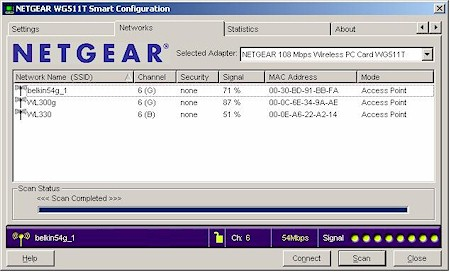 NETGEAR WG511T Smart Configuration
Settings Networks Statistics About
NETGEAR® Selected Adapter: NETGEAR 108 Mbps Wireless PC Card WG511T
Network Name (SSID) Channel Security Signal MAC Address Mode
belkin54g_1 6 (G) none 71 % 00-30-BD-91-BB-FA Access Point
WL300g 6 (G) none 87 % 00-0C-6E-34-9A-AE Access Point
WL330 6 (B) none 51 % 00-0E-A6-22-A2-14 Access Point
Scan Status
<<< Scan Completed >>>
belkin54g_1 Ch: 6 54Mbps Signal
Help Connect Scan Close